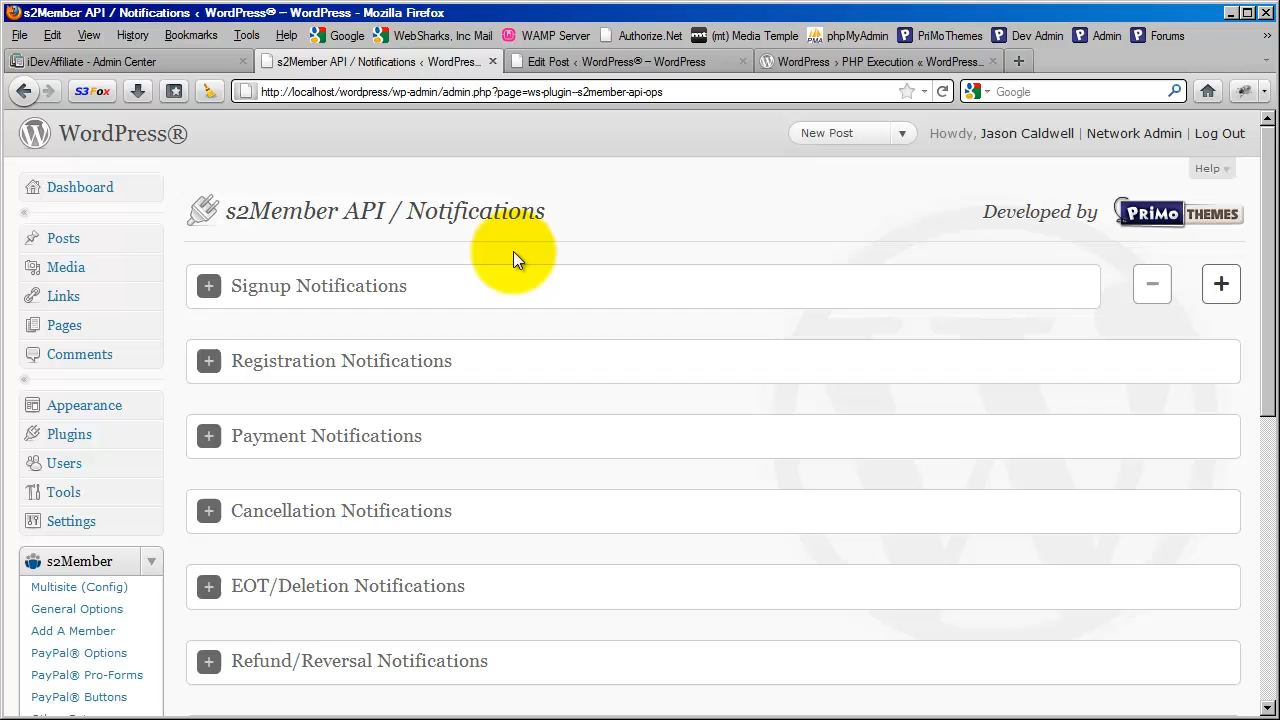 s2Member API / Notifications ‹ WordPress® — WordPress - Mozilla Firefox
File Edit View History Bookmarks Tools Help Google WebSharks, Inc Mail WAMP Server Authorize.Net (mt) Media Temple phpMyAdmin PriMoThemes Dev Admin Admin Forums »
iDevAffiliate - Admin Center s2Member API / Notifications ‹ WordPres... Edit Post ‹ WordPress® — WordPress WordPress › PHP Execution « WordPress...
S3Fox http://localhost/wordpress/wp-admin/admin.php?page=ws-plugin--s2member-api-ops Google
WordPress® New Post Howdy, Jason Caldwell | Network Admin | Log Out
Help
Dashboard
s2Member API / Notifications Developed by PRiMo THEMES
Posts
Media
Links
Pages
Comments
Appearance
Plugins
Users
Tools
Settings
s2Member
Multisite (Config)
General Options
Add A Member
PayPal® Options
PayPal® Pro-Forms
PayPal® Buttons
Signup Notifications
Registration Notifications
Payment Notifications
Cancellation Notifications
EOT/Deletion Notifications
Refund/Reversal Notifications